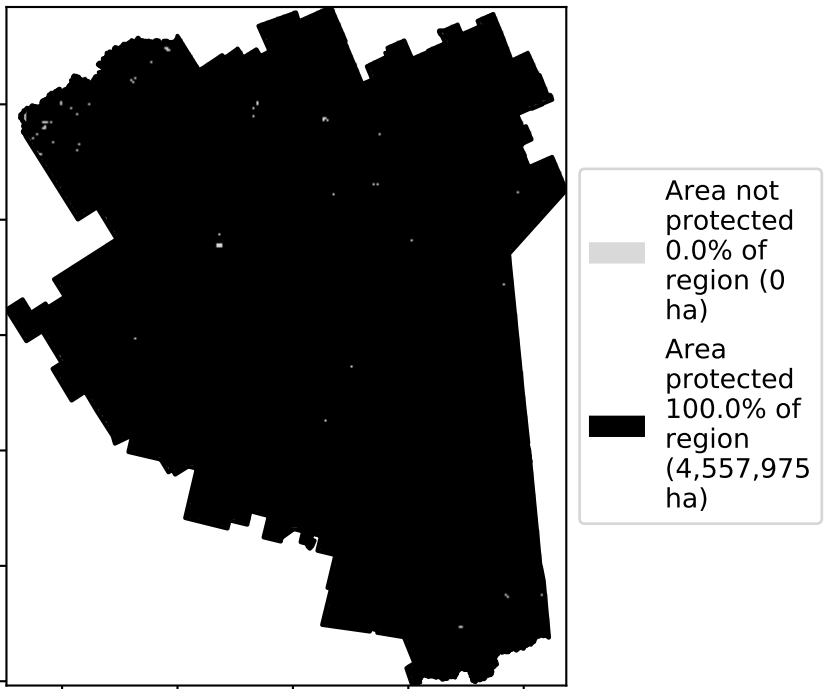 Area not
protected
0.0% of
region (0
ha)
Area
protected
100.0% of
region
(4,557,975
ha)